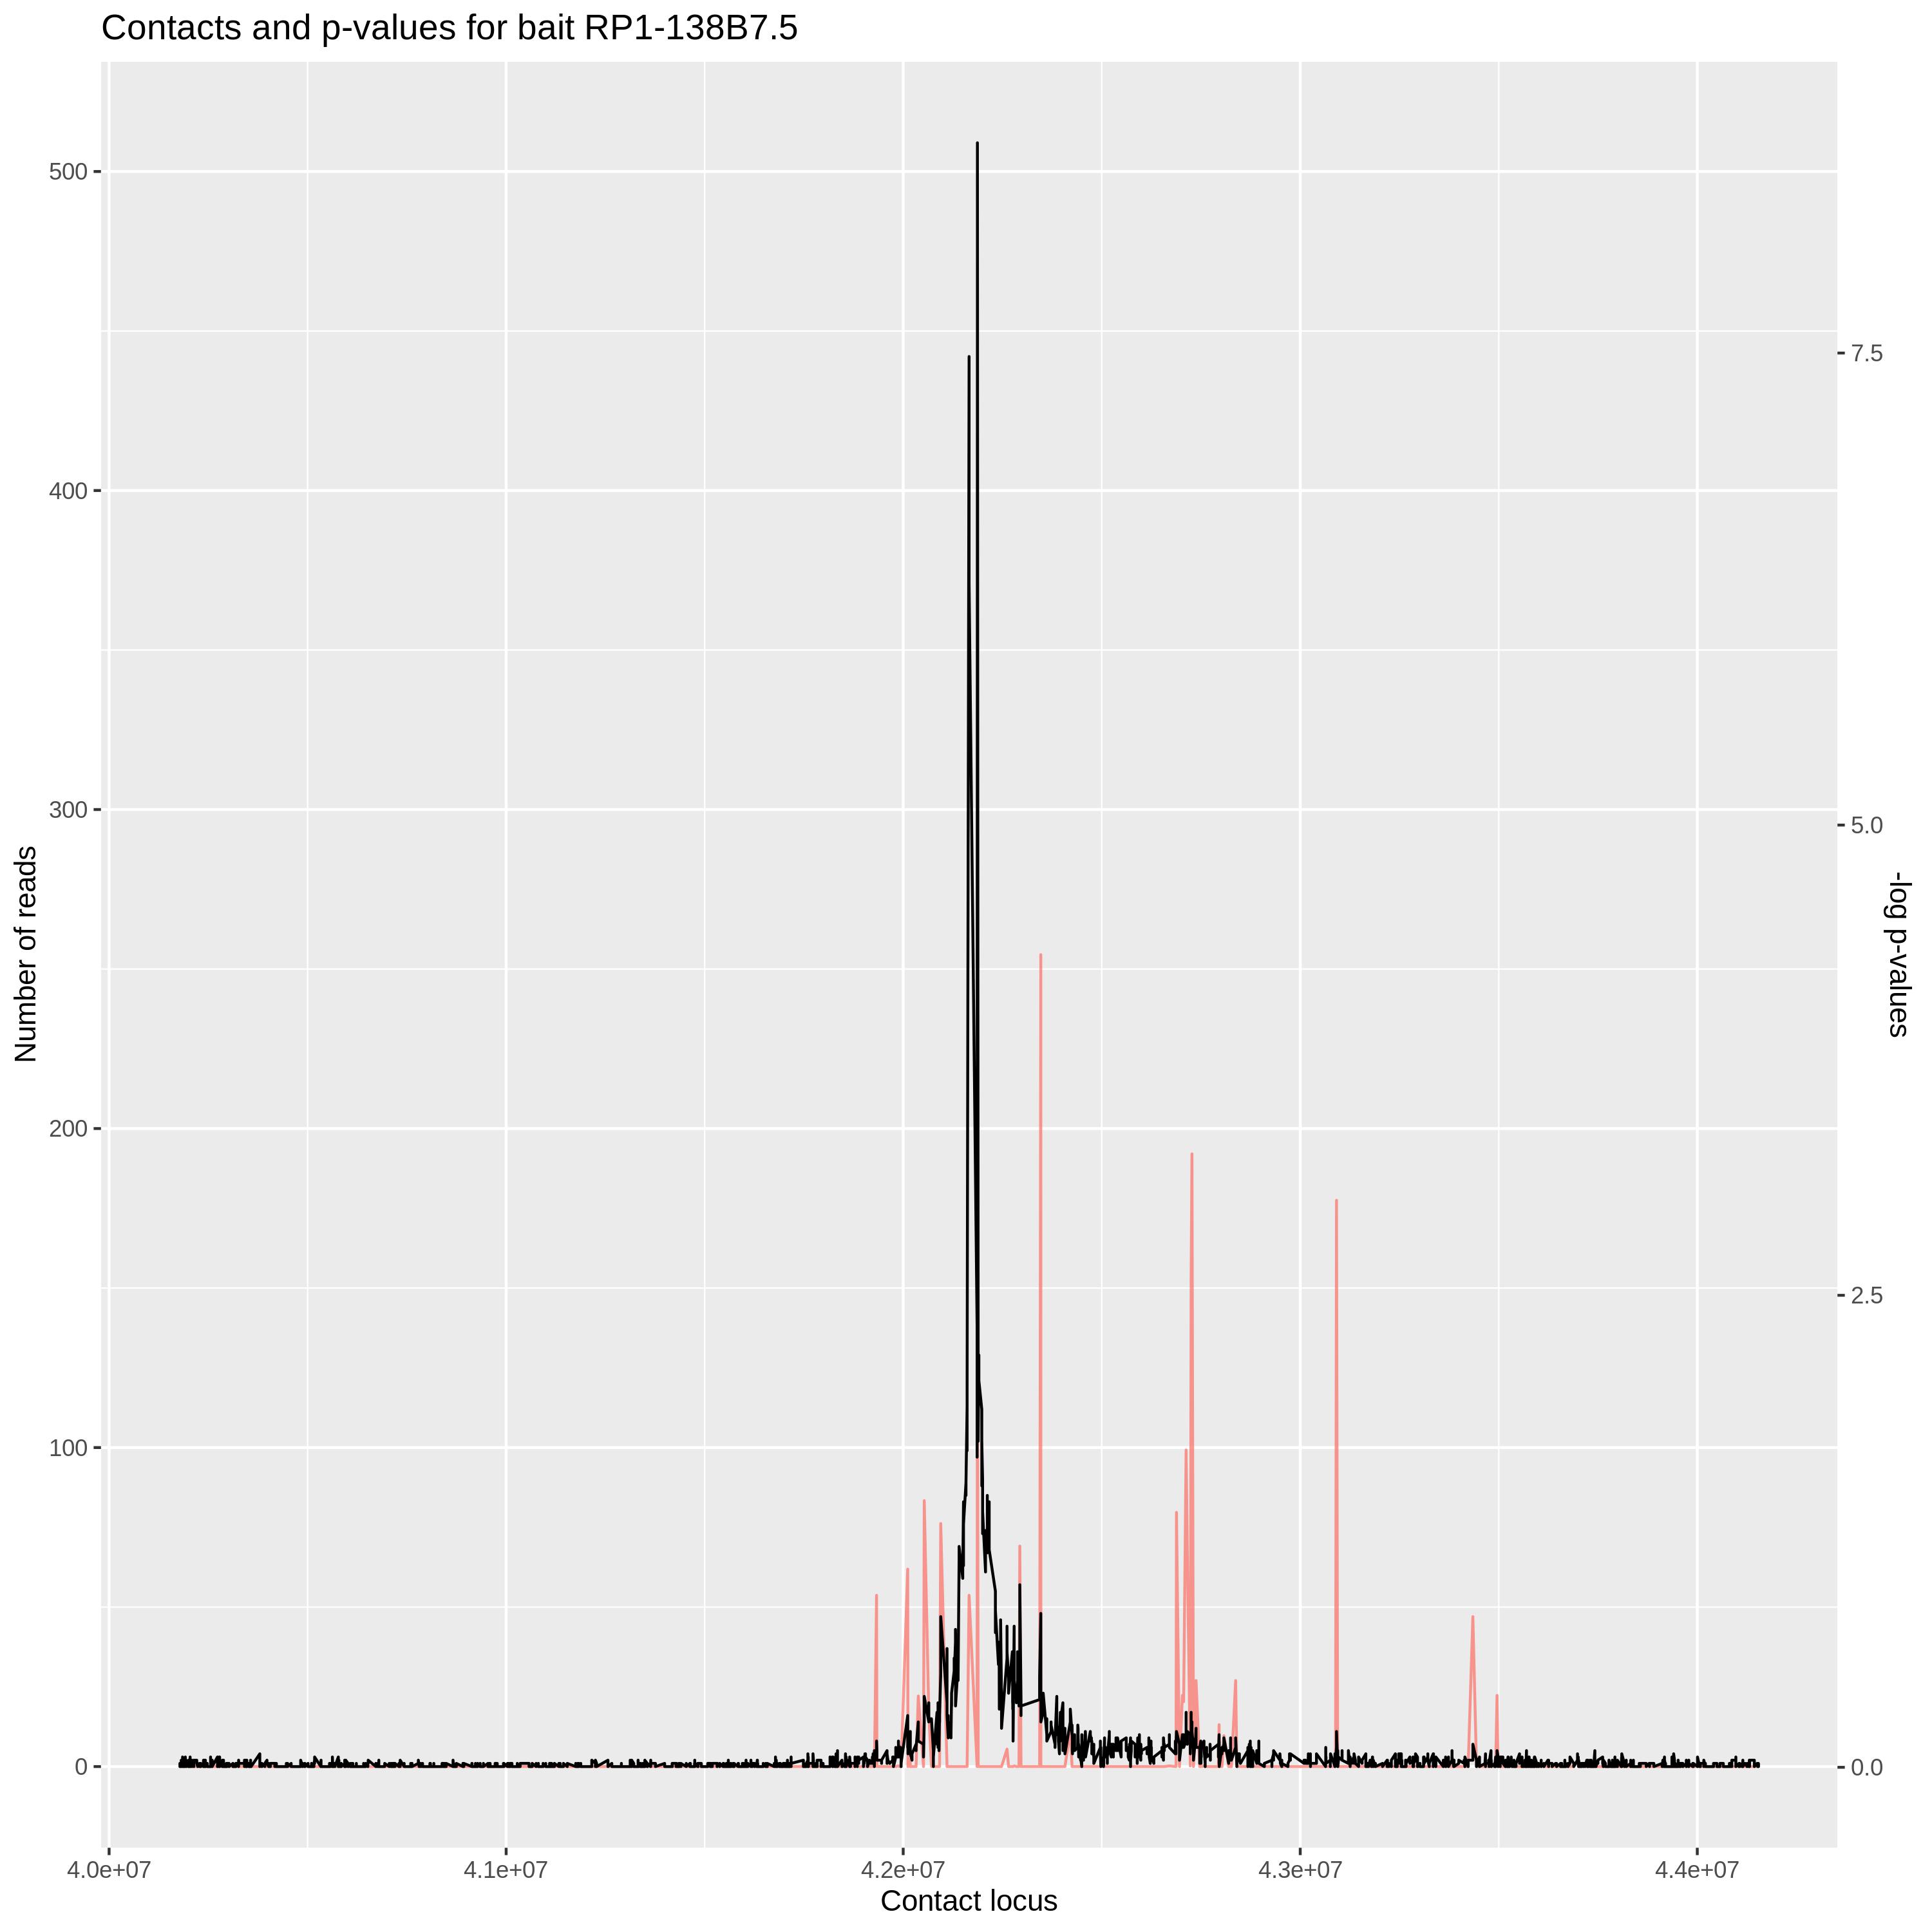 Contacts and p-values for bait RP1-138B7.5
500
400
300
200
100
0
Number of reads
7.5
5.0
2.5
0.0
-log p-values
4.0e+07 4.1e+07 4.2e+07 4.3e+07 4.4e+07
Contact locus